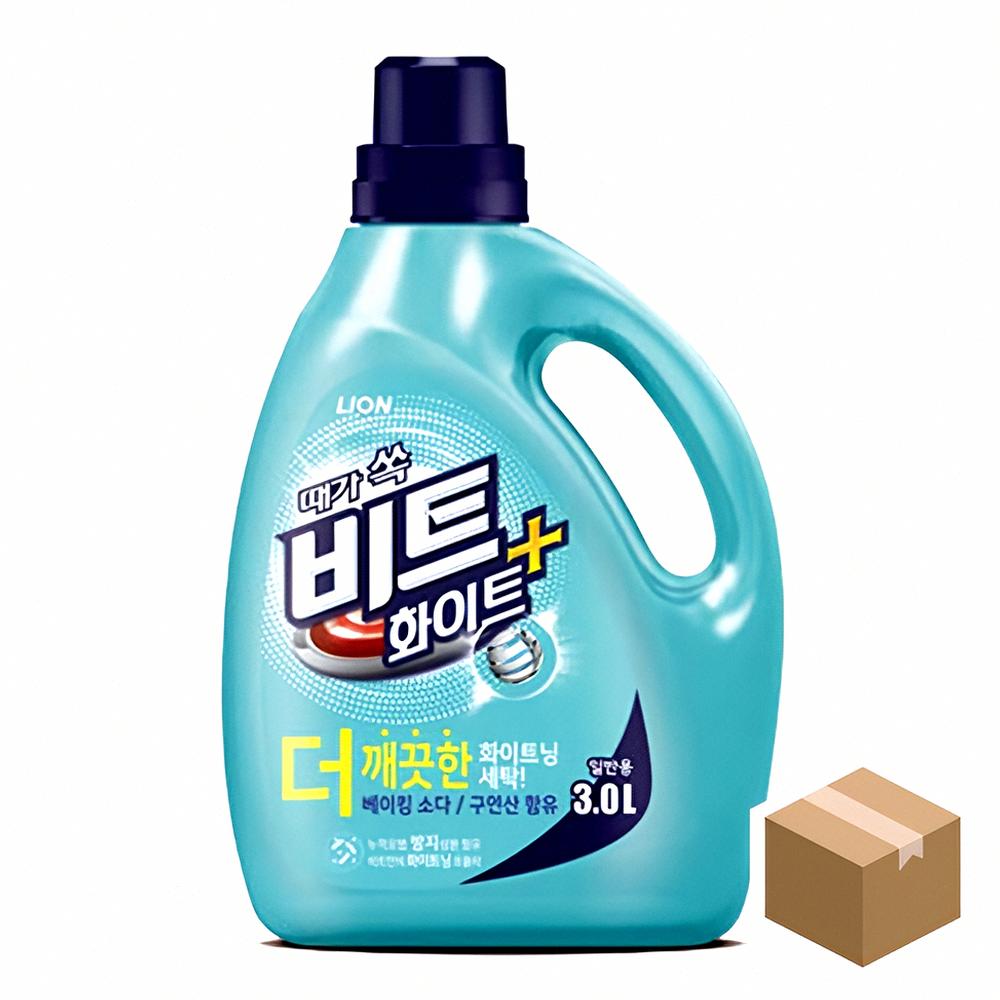 LION
때가 쏙
비트+
화이트
더 깨끗한 화이트닝
세탁!
베이킹 소다 / 구연산 함유
일반용
3.0L